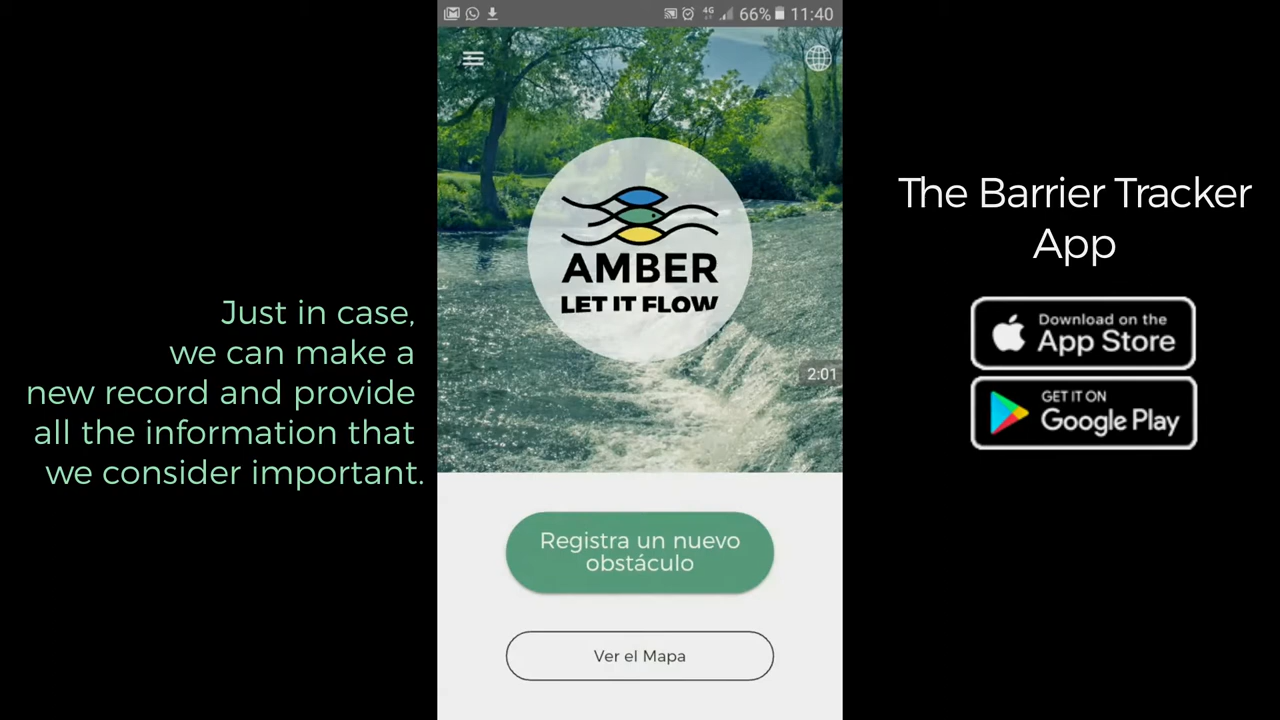 4G 66% 11:40
AMBER
LET IT FLOW
2:01
Registra un nuevo
obstáculo
Ver el Mapa
Just in case,
we can make a
new record and provide
all the information that
we consider important.
The Barrier Tracker
App
Download on the
App Store
GET IT ON
Google Play